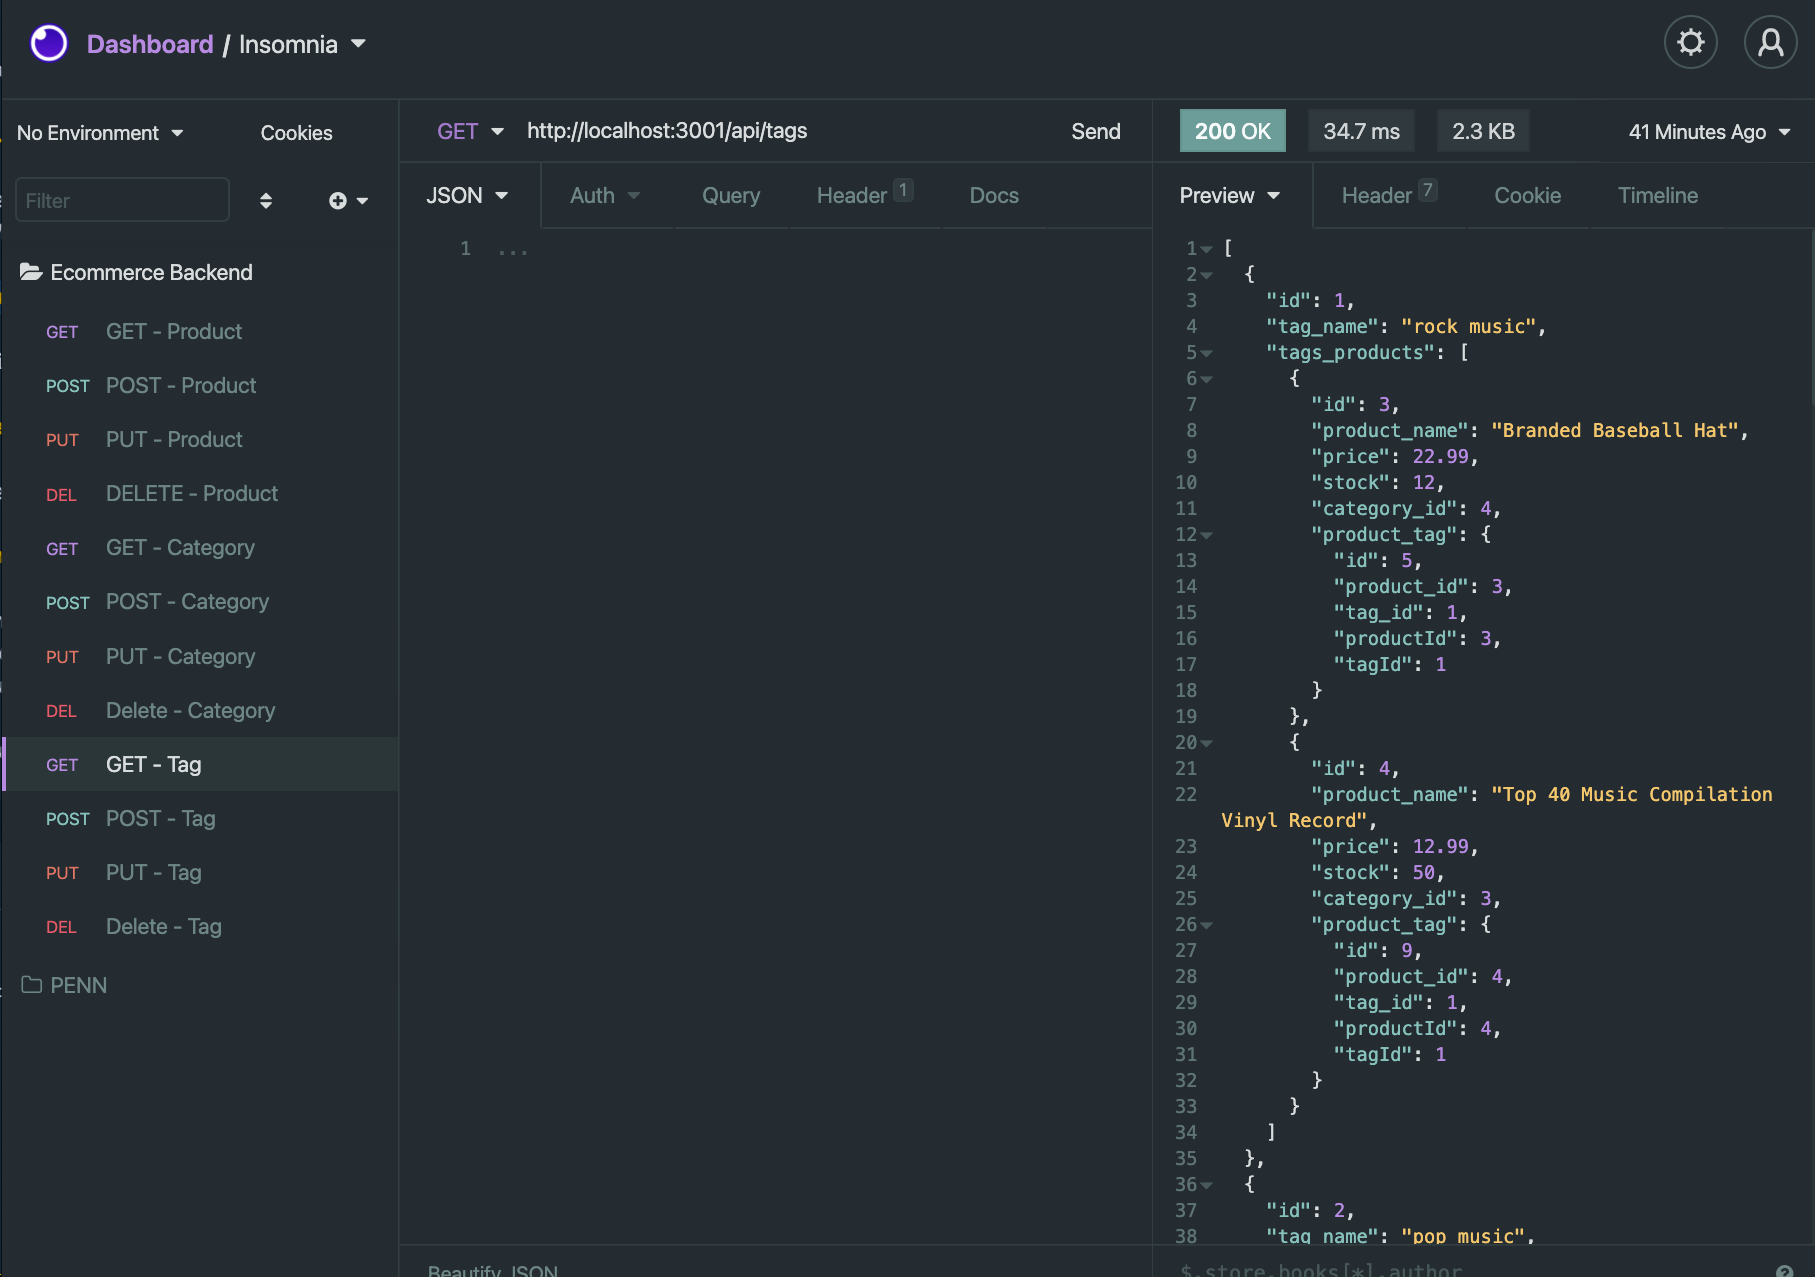 Dashboard / Insomnia
No Environment
Cookies
Filter
Ecommerce Backend
GET GET - Product
POST POST - Product
PUT PUT - Product
DEL DELETE - Product
GET GET - Category
POST POST - Category
PUT PUT - Category
DEL Delete - Category
GET GET - Tag
POST POST - Tag
PUT PUT - Tag
DEL Delete - Tag
PENN
GET http://localhost:3001/api/tags Send
JSON Auth Query Header 1 Docs
1 ...
Beautify JSON
200 OK 34.7 ms 2.3 KB 41 Minutes Ago
Preview Header 7 Cookie Timeline
1 [
2 {
3 "id": 1,
4 "tag_name": "rock music",
5 "tags_products": [
6 {
7 "id": 3,
8 "product_name": "Branded Baseball Hat",
9 "price": 22.99,
10 "stock": 12,
11 "category_id": 4,
12 "product_tag": {
13 "id": 5,
14 "product_id": 3,
15 "tag_id": 1,
16 "productId": 3,
17 "tagId": 1
18 }
19 },
20 {
21 "id": 4,
22 "product_name": "Top 40 Music Compilation
Vinyl Record",
23 "price": 12.99,
24 "stock": 50,
25 "category_id": 3,
26 "product_tag": {
27 "id": 9,
28 "product_id": 4,
29 "tag_id": 1,
30 "productId": 4,
31 "tagId": 1
32 }
33 }
34 ]
35 },
36 {
37 "id": 2,
38 "tag_name": "pop music",
$.store.books[*].author